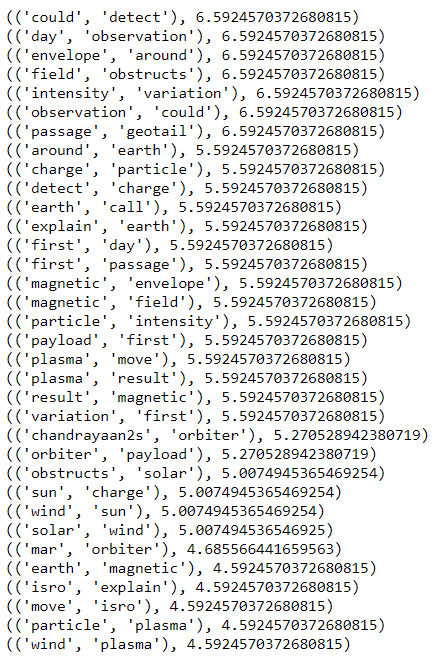 (('could', 'detect'), 6.5924570372680815)
(('day', 'observation'), 6.5924570372680815)
(('envelope', 'around'), 6.5924570372680815)
(('field', 'obstructs'), 6.5924570372680815)
(('intensity', 'variation'), 6.5924570372680815)
(('observation', 'could'), 6.5924570372680815)
(('passage', 'geotail'), 6.5924570372680815)
(('around', 'earth'), 5.5924570372680815)
(('charge', 'particle'), 5.5924570372680815)
(('detect', 'charge'), 5.5924570372680815)
(('earth', 'call'), 5.5924570372680815)
(('explain', 'earth'), 5.5924570372680815)
(('first', 'day'), 5.5924570372680815)
(('first', 'passage'), 5.5924570372680815)
(('magnetic', 'envelope'), 5.5924570372680815)
(('magnetic', 'field'), 5.5924570372680815)
(('particle', 'intensity'), 5.5924570372680815)
(('payload', 'first'), 5.5924570372680815)
(('plasma', 'move'), 5.5924570372680815)
(('plasma', 'result'), 5.5924570372680815)
(('result', 'magnetic'), 5.5924570372680815)
(('variation', 'first'), 5.5924570372680815)
(('chandrayaan2s', 'orbiter'), 5.270528942380719)
(('orbiter', 'payload'), 5.270528942380719)
(('obstructs', 'solar'), 5.0074945365469254)
(('sun', 'charge'), 5.0074945365469254)
(('wind', 'sun'), 5.0074945365469254)
(('solar', 'wind'), 5.007494536546925)
(('mar', 'orbiter'), 4.685566441659563)
(('earth', 'magnetic'), 4.5924570372680815)
(('isro', 'explain'), 4.5924570372680815)
(('move', 'isro'), 4.5924570372680815)
(('particle', 'plasma'), 4.5924570372680815)
(('wind', 'plasma'), 4.5924570372680815)